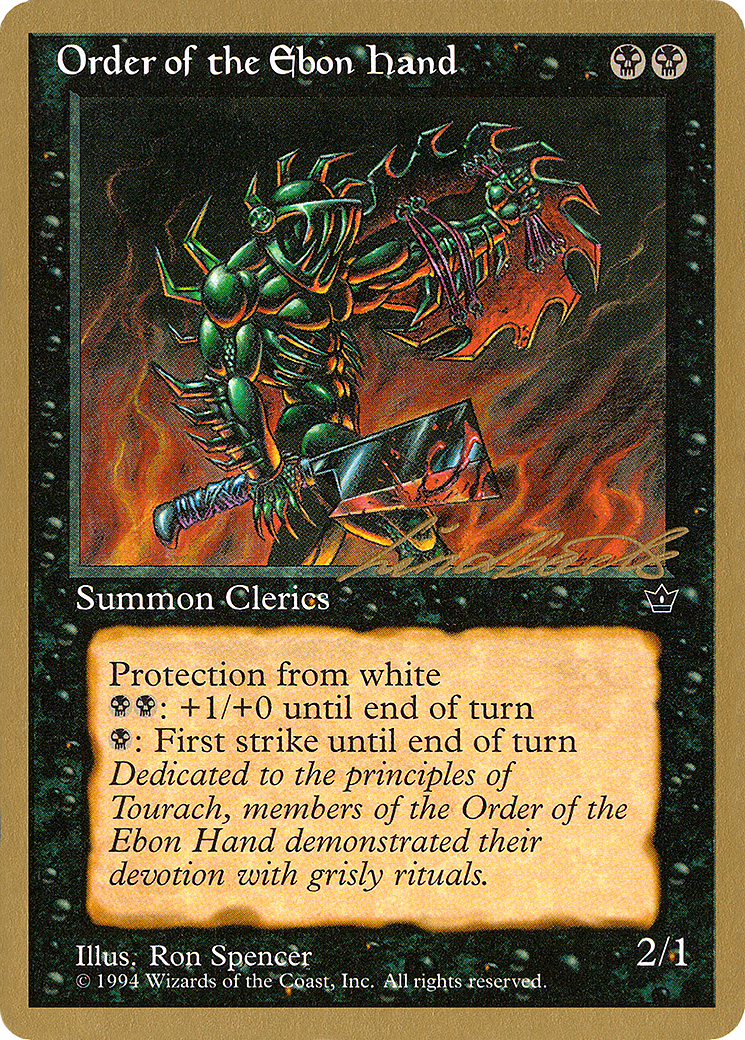 Order of the Ebon Hand
Summon Clerics
Protection from white
: +1/+0 until end of turn
: First strike until end of turn
Dedicated to the principles of
Tourach, members of the Order of the
Ebon Hand demonstrated their
devotion with grisly rituals.
Illus. Ron Spencer
2/1
© 1994 Wizards of the Coast, Inc. All rights reserved.